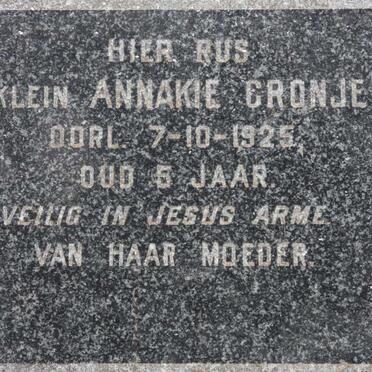 HIER RUS
KLEIN ANNAKIE CRONJE
OORL. 7-10-1925,
OUD 5 JAAR.
VEILIG IN JESUS ARME.
VAN HAAR MOEDER.